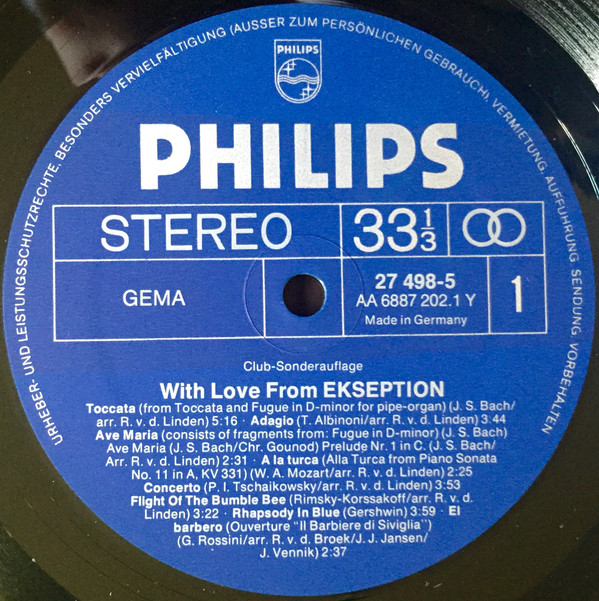 URHEBER- UND LEISTUNGSSCHUTZRECHTE, BESONDERS VERVIELFÄLTIGUNG (AUSSER ZUM PERSÖNLICHEN GEBRAUCH), VERMIETUNG, AUFFÜHRUNG, SENDUNG VORBEHALTEN
PHILIPS
PHILIPS
STEREO 33 1/3
GEMA
27 498-5
AA 6887 202.1 Y
Made in Germany
1
Club-Sonderauflage
With Love From EKSEPTION
Toccata (from Toccata and Fugue in D-minor for pipe-organ) (J. S. Bach/
arr. R. v. d. Linden) 5:16 · Adagio (T. Albinoni/arr. R. v. d. Linden) 3:44
Ave Maria (consists of fragments from: Fugue in D-minor) (J. S. Bach)
Ave Maria (J. S. Bach/Chr. Gounod) Prelude Nr. 1 in C. (J. S. Bach/
arr. R. v. d. Linden) 2:31 · A la turca (Alla Turca from Piano Sonata
No. 11 in A, KV 331) (W. A. Mozart/arr. R. v. d. Linden) 2:25
Concerto (P. I. Tschaikowsky/arr. R. v. d. Linden) 3:53
Flight Of The Bumble Bee (Rimsky-Korssakoff/arr. R. v. d.
Linden) 3:22 · Rhapsody In Blue (Gershwin) 3:59 · El
barbero (Ouverture "Il Barbiere di Siviglia")
(G. Rossini/arr. R. v. d. Broek/J. J. Jansen/
J. Vennik) 2:37